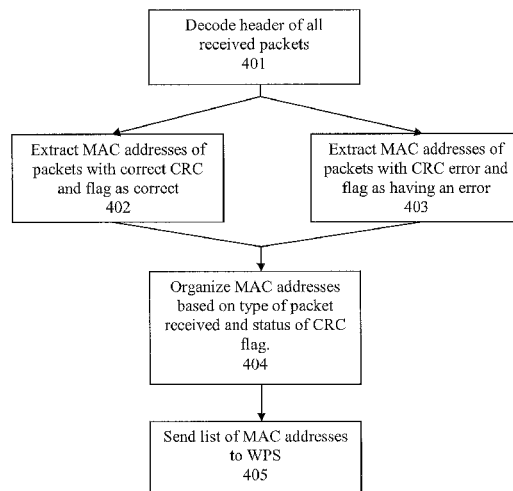 Decode header of all
received packets
401
Extract MAC addresses of
packets with correct CRC
and flag as correct
402
Extract MAC addresses of
packets with CRC error and
flag as having an error
403
Organize MAC addresses
based on type of packet
received and status of CRC
flag.
404
Send list of MAC addresses
to WPS
405